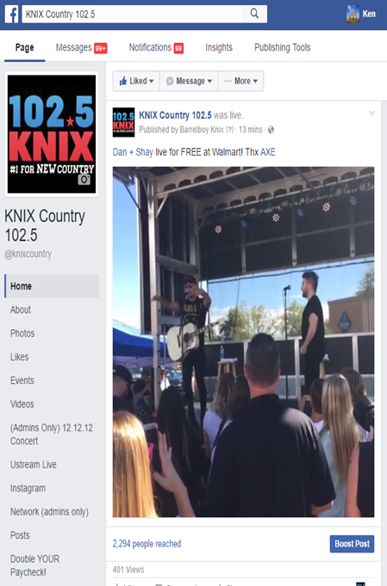 KNIX Country 102.5
Ken
Page
Messages 99+
Notifications 99
Insights
Publishing Tools
102.5
KNIX
#1 FOR NEW COUNTRY
KNIX Country
102.5
@knixcountry
Home
About
Photos
Likes
Events
Videos
(Admins Only) 12.12.12
Concert
Ustream Live
Instagram
Network (admins only)
Posts
Double YOUR
Paycheck!
Liked
Message
More
102.5
KNIX
KNIX Country 102.5 was live.
Published by Barrelboy Knix [?] · 13 mins ·
Dan + Shay live for FREE at Walmart! Thx AXE
2,294 people reached
Boost Post
401 Views